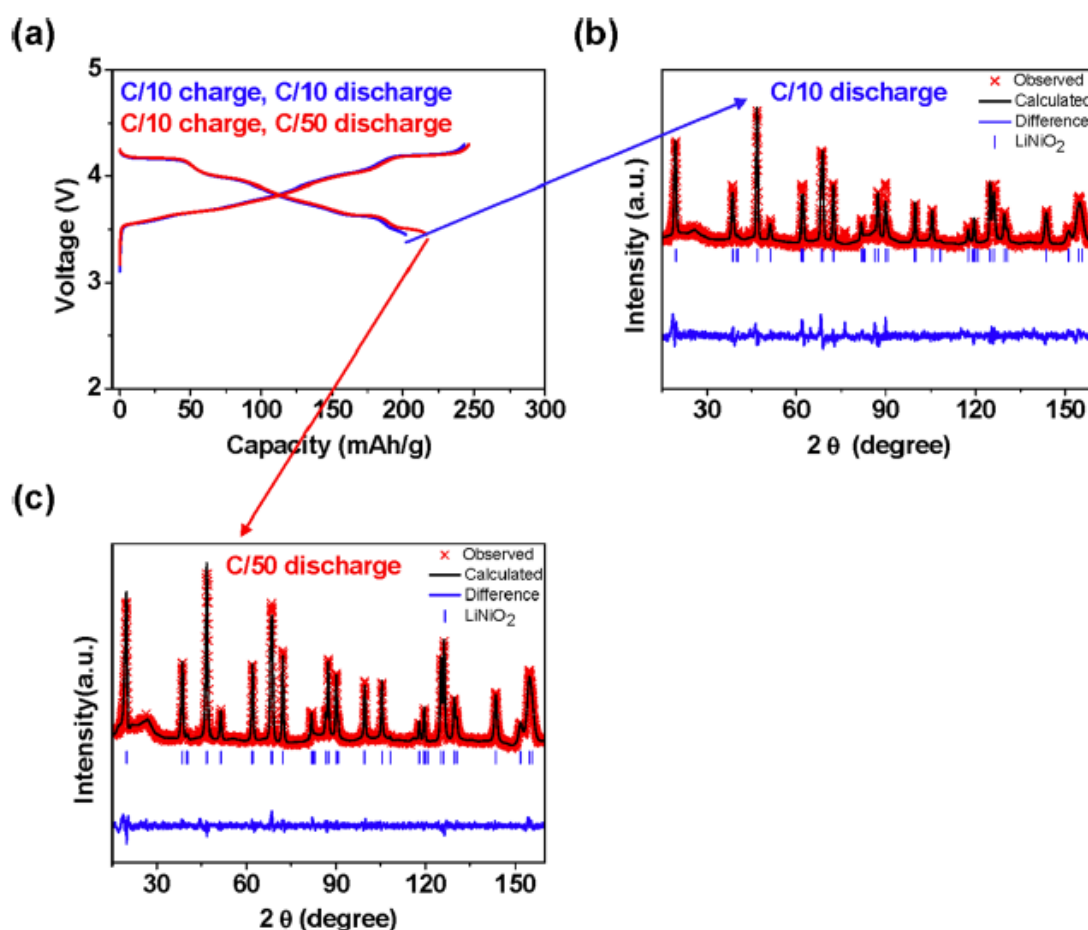 (a)
C/10 charge, C/10 discharge
C/10 charge, C/50 discharge
5
4
3
2
Voltage (V)
0 50 100 150 200 250 300
Capacity (mAh/g)
(b)
C/10 discharge
Observed
Calculated
Difference
LiNiO2
Intensity (a.u.)
30 60 90 120 150
2 θ (degree)
(c)
C/50 discharge
Observed
Calculated
Difference
LiNiO2
Intensity(a.u.)
30 60 90 120 150
2 θ (degree)